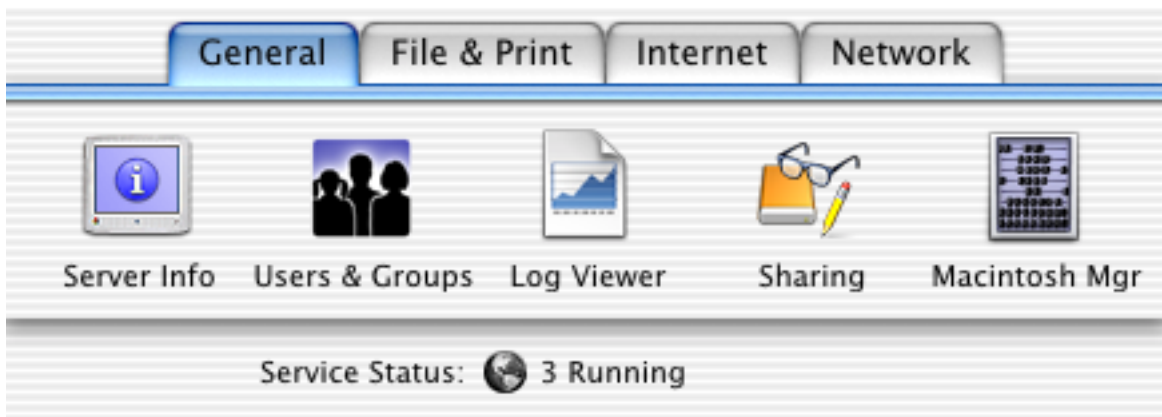 General File & Print Internet Network
Server Info Users & Groups Log Viewer Sharing Macintosh Mgr
Service Status: 3 Running